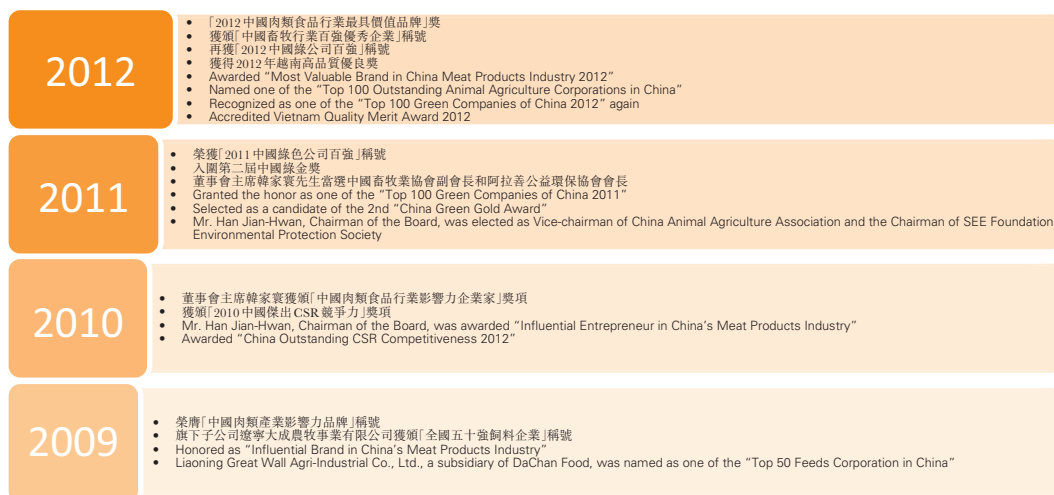 2012
• 「2012中國肉類食品行業最具價值品牌」獎
• 獲頒「中國畜牧行業百強優秀企業」稱號
• 再獲「2012中國綠公司百強」稱號
• 獲得2012年越南高品質優良獎
• Awarded “Most Valuable Brand in China Meat Products Industry 2012”
• Named one of the “Top 100 Outstanding Animal Agriculture Corporations in China”
• Recognized as one of the “Top 100 Green Companies of China 2012” again
• Accredited Vietnam Quality Merit Award 2012
2011
• 榮獲「2011中國綠色公司百強」稱號
• 入圍第二屆中國綠金獎
• 董事會主席韓家寰先生當選中國畜牧業協會副會長和阿拉善公益環保協會會長
• Granted the honor as one of the “Top 100 Green Companies of China 2011”
• Selected as a candidate of the 2nd “China Green Gold Award”
• Mr. Han Jian-Hwan, Chairman of the Board, was elected as Vice-chairman of China Animal Agriculture Association and the Chairman of SEE Foundation
Environmental Protection Society
2010
• 董事會主席韓家寰獲頒「中國肉類食品行業影響力企業家」獎項
• 獲頒「2010中國傑出CSR競爭力」獎項
• Mr. Han Jian-Hwan, Chairman of the Board, was awarded “Influential Entrepreneur in China’s Meat Products Industry”
• Awarded “China Outstanding CSR Competitiveness 2012”
2009
• 榮膺「中國肉類產業影響力品牌」稱號
• 旗下子公司遼寧大成農牧事業有限公司獲頒「全國五十強飼料企業」稱號
• Honored as “Influential Brand in China’s Meat Products Industry”
• Liaoning Great Wall Agri-Industrial Co., Ltd., a subsidiary of DaChan Food, was named as one of the “Top 50 Feeds Corporation in China”